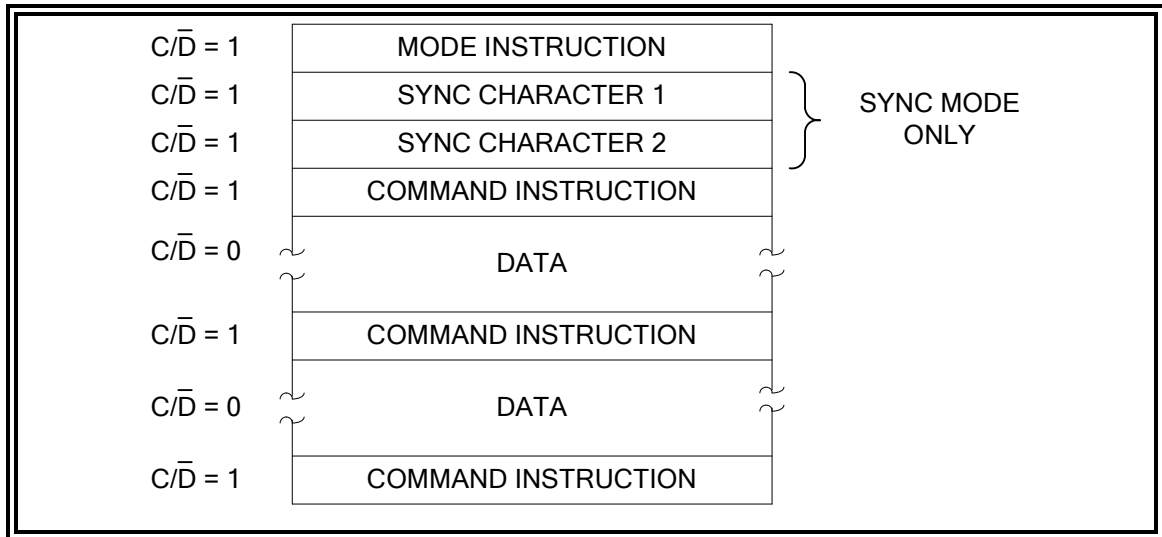 C/D̅ = 1 MODE INSTRUCTION
C/D̅ = 1 SYNC CHARACTER 1
C/D̅ = 1 SYNC CHARACTER 2
SYNC MODE
ONLY
C/D̅ = 1 COMMAND INSTRUCTION
C/D̅ = 0 DATA
C/D̅ = 1 COMMAND INSTRUCTION
C/D̅ = 0 DATA
C/D̅ = 1 COMMAND INSTRUCTION